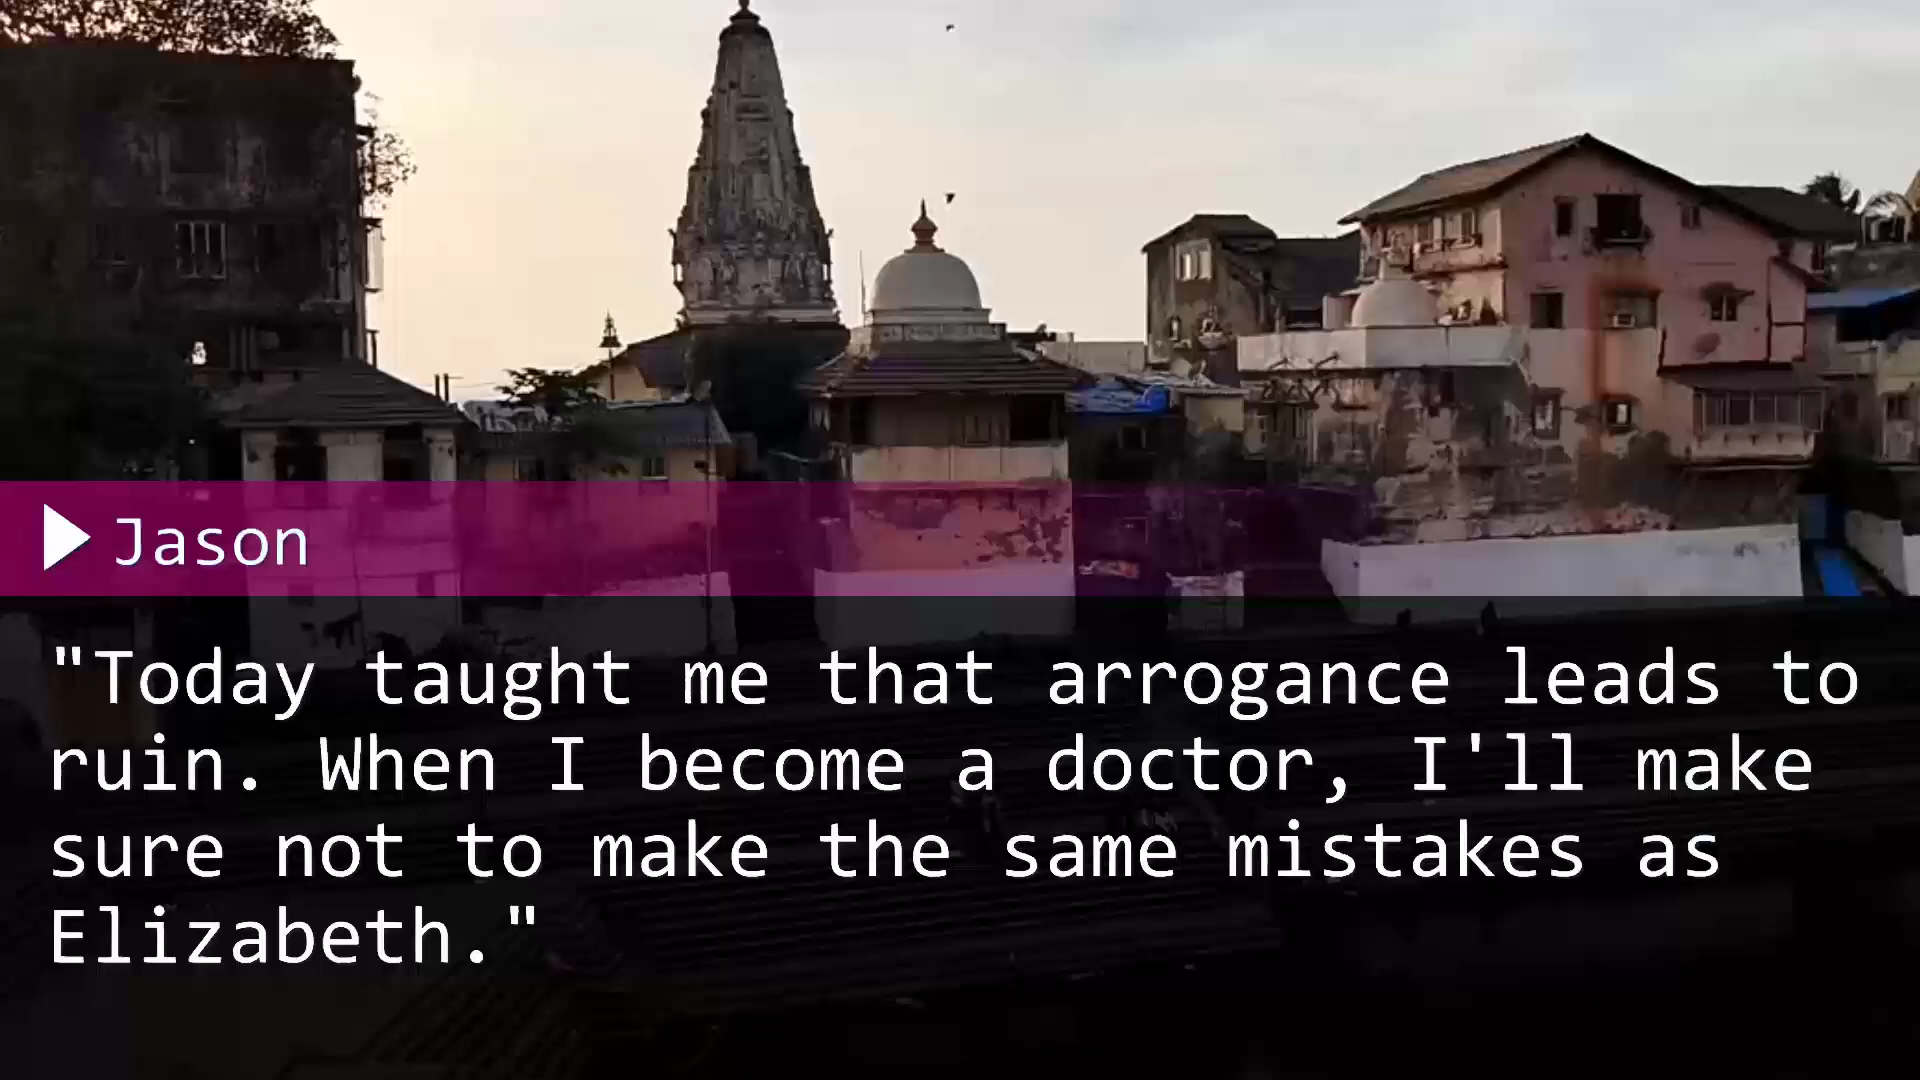 Jason
"Today taught me that arrogance leads to
ruin. When I become a doctor, I'll make
sure not to make the same mistakes as
Elizabeth."